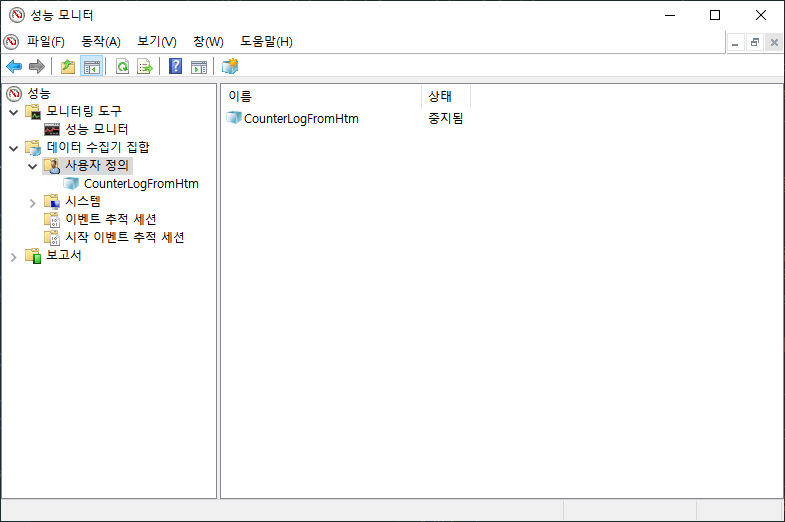 성능 모니터
파일(F) 동작(A) 보기(V) 창(W) 도움말(H)
성능
모니터링 도구
성능 모니터
데이터 수집기 집합
사용자 정의
CounterLogFromHtm
시스템
이벤트 추적 세션
시작 이벤트 추적 세션
보고서
이름 상태
CounterLogFromHtm 중지됨